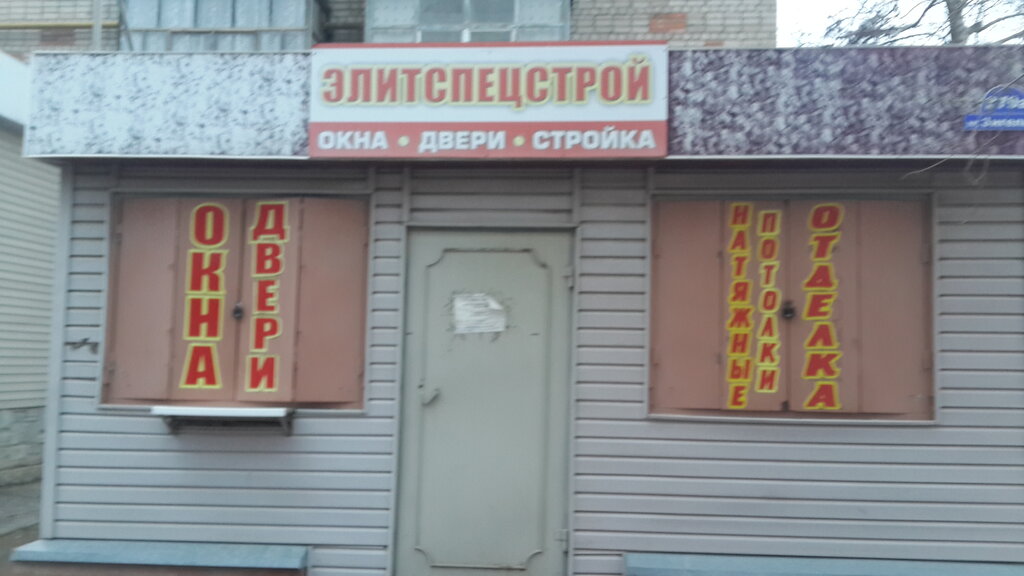 ЭЛИТСПЕЦСТРОЙ
ОКНА • ДВЕРИ • СТРОЙКА
ОКНА
ДВЕРИ
НАТЯЖНЫЕ
ПОТОЛКИ
ОТДЕЛКА